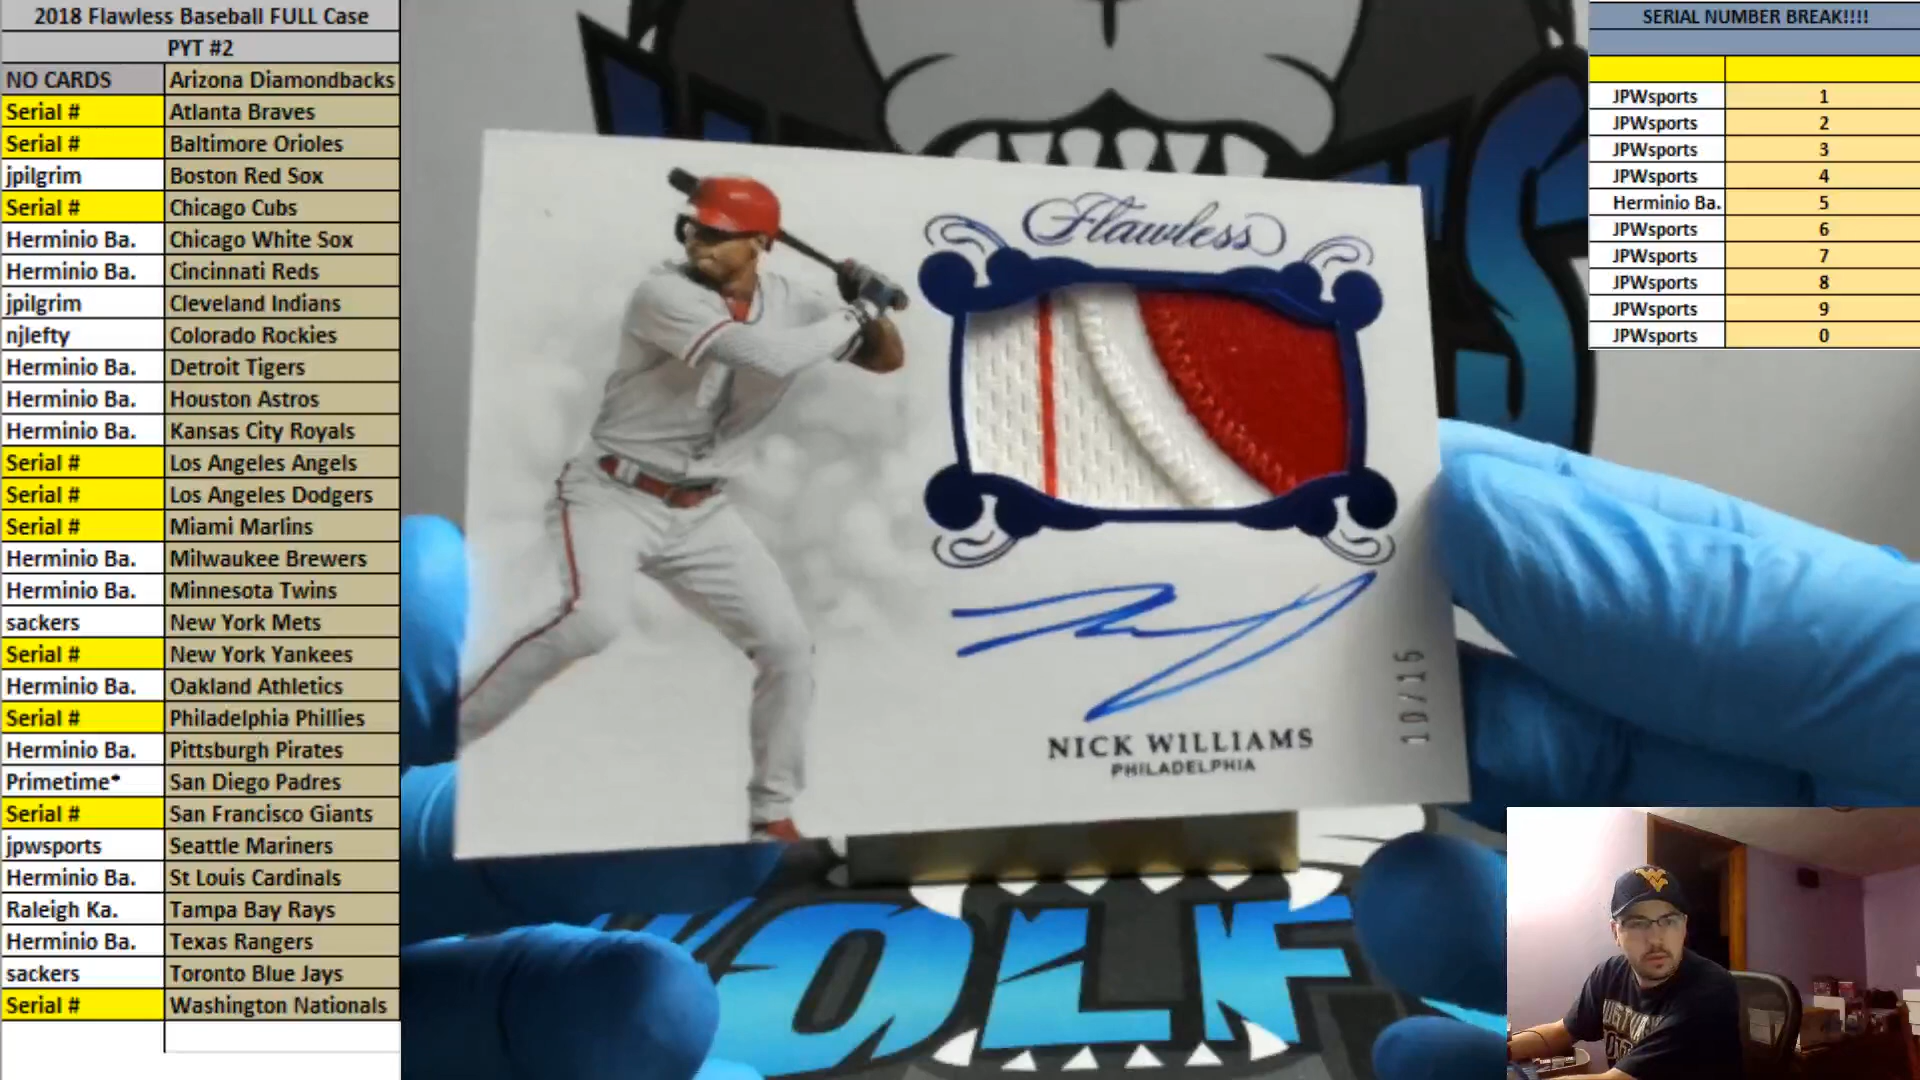 2018 Flawless Baseball FULL Case
PYT #2
NO CARDS Arizona Diamondbacks
Serial # Atlanta Braves
Serial # Baltimore Orioles
jpilgrim Boston Red Sox
Serial # Chicago Cubs
Herminio Ba. Chicago White Sox
Herminio Ba. Cincinnati Reds
jpilgrim Cleveland Indians
njlefty Colorado Rockies
Herminio Ba. Detroit Tigers
Herminio Ba. Houston Astros
Herminio Ba. Kansas City Royals
Serial # Los Angeles Angels
Serial # Los Angeles Dodgers
Serial # Miami Marlins
Herminio Ba. Milwaukee Brewers
Herminio Ba. Minnesota Twins
sackers New York Mets
Serial # New York Yankees
Herminio Ba. Oakland Athletics
Serial # Philadelphia Phillies
Herminio Ba. Pittsburgh Pirates
Primetime* San Diego Padres
Serial # San Francisco Giants
jpwsports Seattle Mariners
Herminio Ba. St Louis Cardinals
Raleigh Ka. Tampa Bay Rays
Herminio Ba. Texas Rangers
sackers Toronto Blue Jays
Serial # Washington Nationals
Flawless
NICK WILLIAMS
PHILADELPHIA
10/15
SERIAL NUMBER BREAK!!!!
JPWsports 1
JPWsports 2
JPWsports 3
JPWsports 4
Herminio Ba. 5
JPWsports 6
JPWsports 7
JPWsports 8
JPWsports 9
JPWsports 0
WV